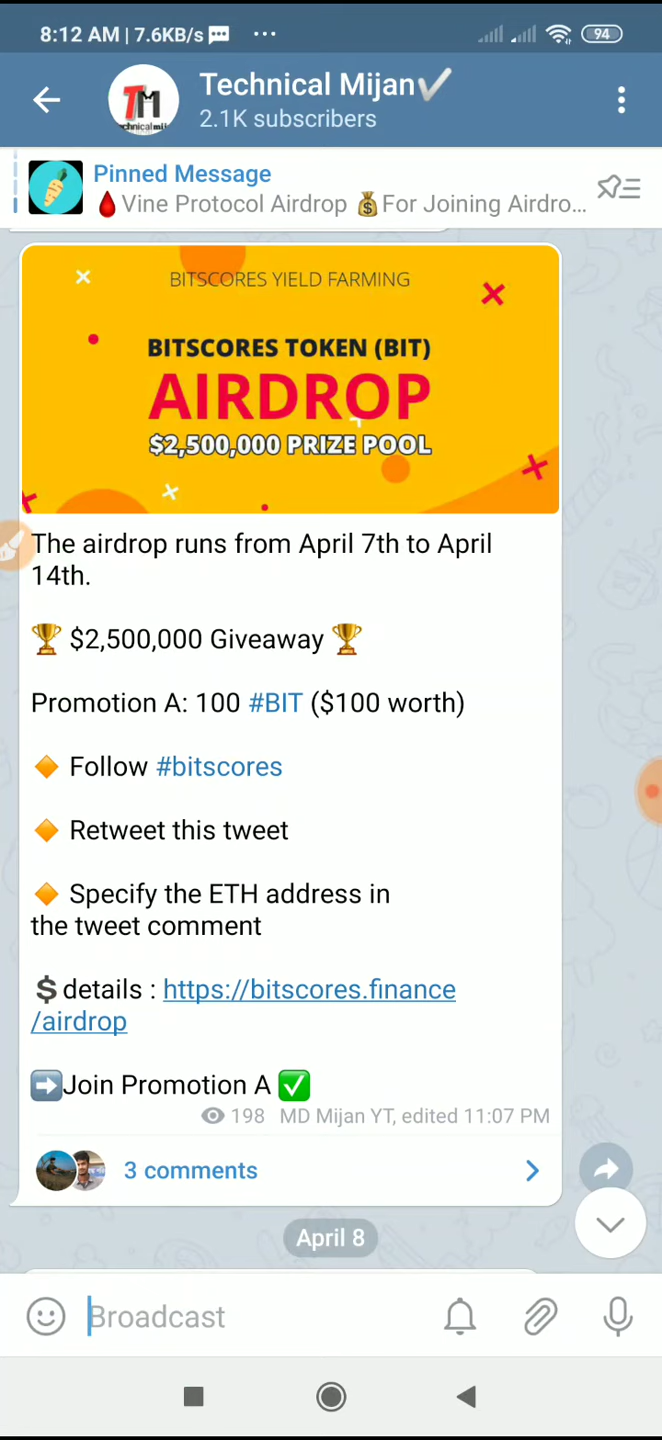 8:12 AM | 7.6KB/s
94
Technical Mijan✔
2.1K subscribers
Pinned Message
🩸Vine Protocol Airdrop 💰For Joining Airdro...
BITSCORES YIELD FARMING
BITSCORES TOKEN (BIT)
AIRDROP
$2,500,000 PRIZE POOL
The airdrop runs from April 7th to April
14th.
🏆 $2,500,000 Giveaway 🏆
Promotion A: 100 #BIT ($100 worth)
🔸 Follow #bitscores
🔸 Retweet this tweet
🔸 Specify the ETH address in
the tweet comment
💲details : https://bitscores.finance
/airdrop
➡️Join Promotion A ✅
198 MD Mijan YT, edited 11:07 PM
3 comments
April 8
Broadcast